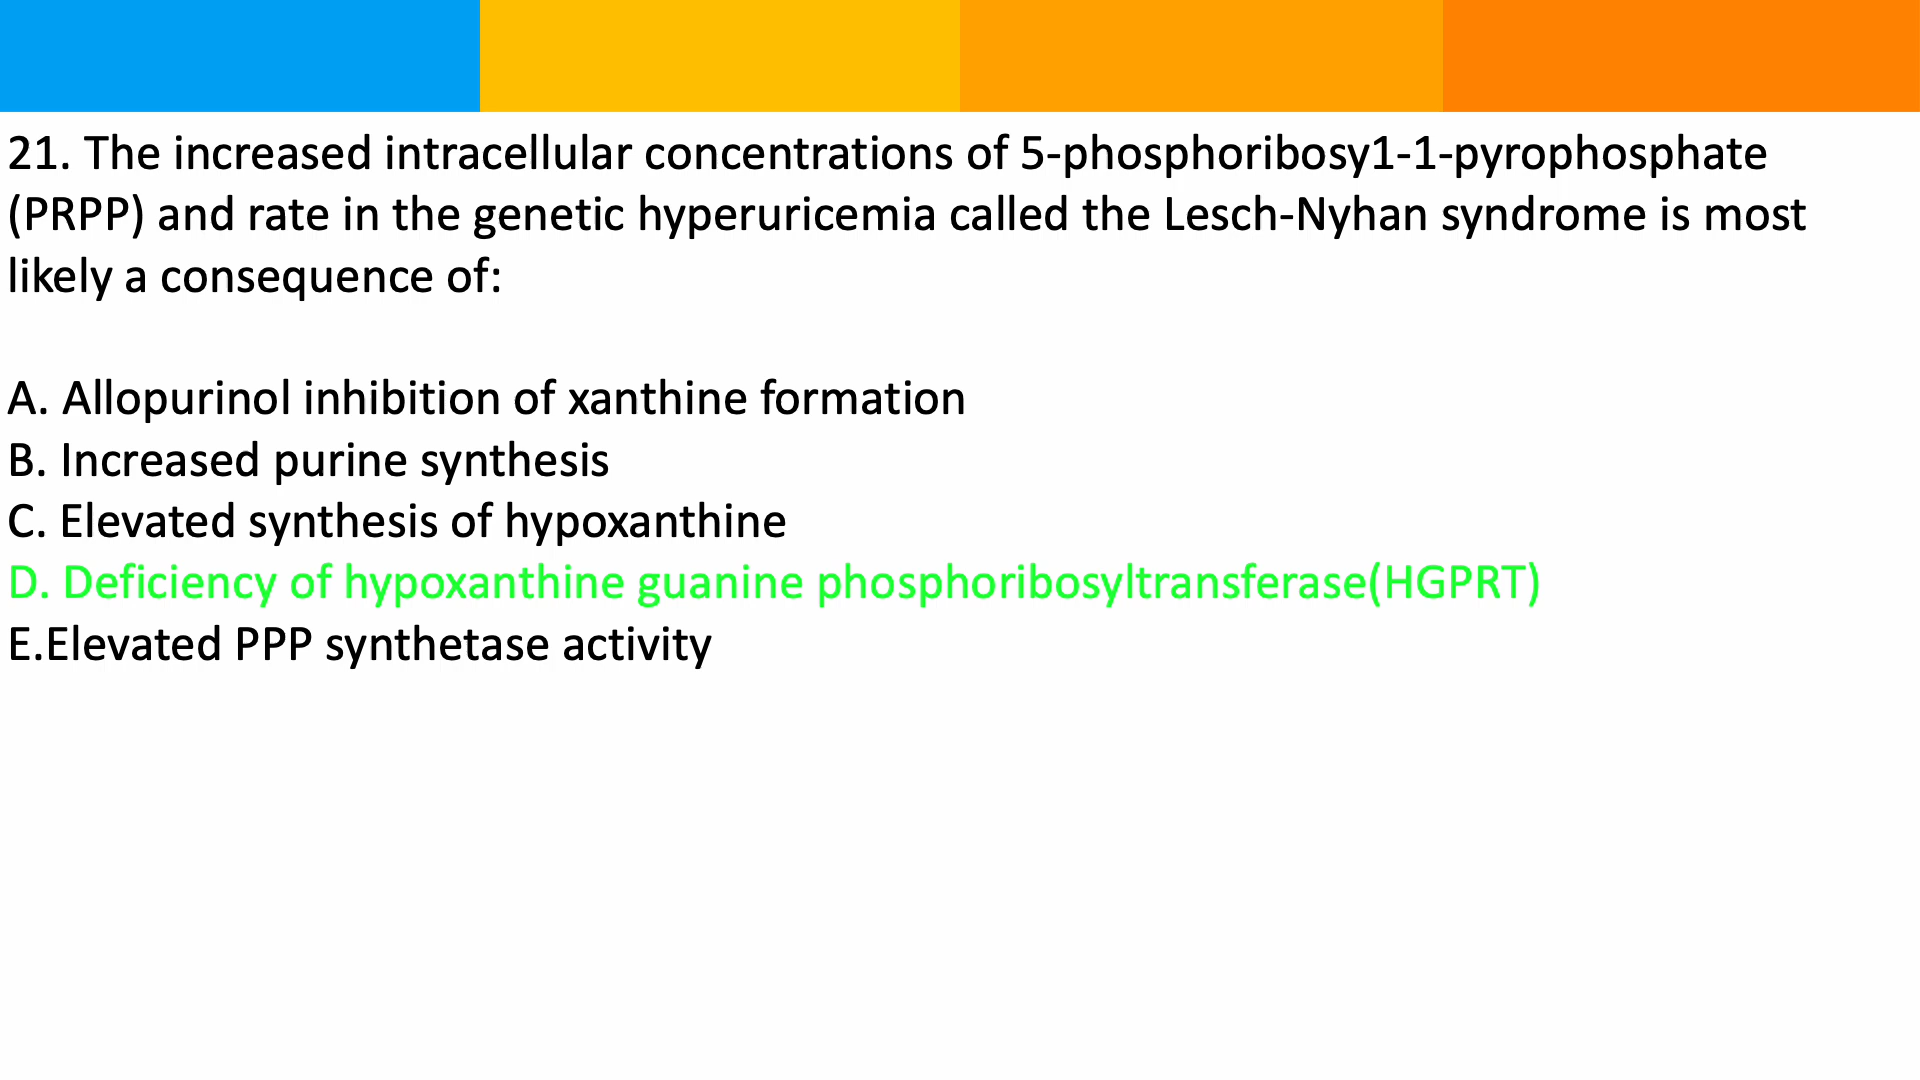 21. The increased intracellular concentrations of 5-phosphoribosy1-1-pyrophosphate
(PRPP) and rate in the genetic hyperuricemia called the Lesch-Nyhan syndrome is most
likely a consequence of:
A. Allopurinol inhibition of xanthine formation
B. Increased purine synthesis
C. Elevated synthesis of hypoxanthine
D. Deficiency of hypoxanthine guanine phosphoribosyltransferase(HGPRT)
E.Elevated PPP synthetase activity